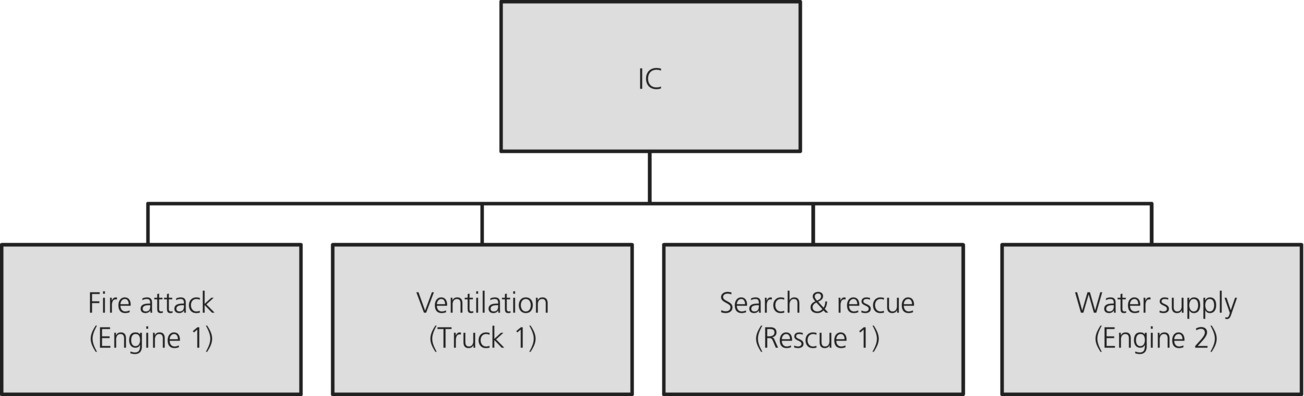 IC
Fire attack
(Engine 1)
Ventilation
(Truck 1)
Search & rescue
(Rescue 1)
Water supply
(Engine 2)